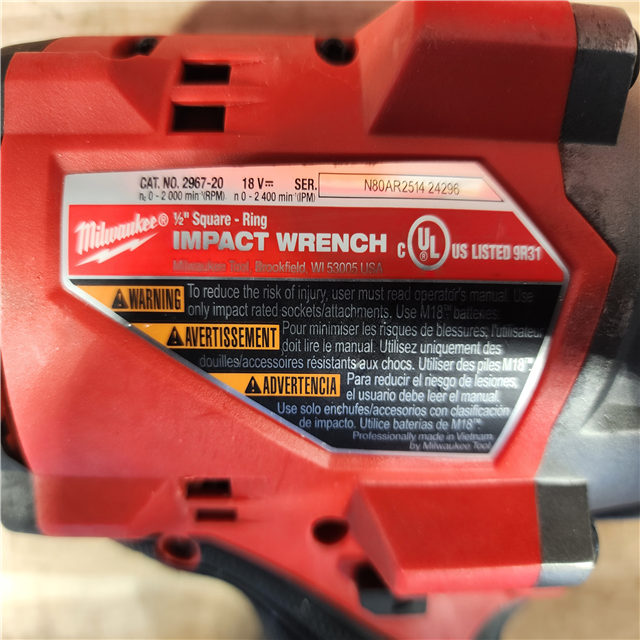 CAT. NO. 2967-20 18 V⎓ SER. N80AR2514 24296
n₀ 0 - 2 000 min⁻¹(RPM) n 0 - 2 400 min⁻¹(IPM)
Milwaukee® ½" Square - Ring
IMPACT WRENCH
Milwaukee Tool, Brookfield, WI 53005 USA
C UL® US LISTED 9R31
WARNING To reduce the risk of injury, user must read operator's manual. Use
only impact rated sockets/attachments. Use M18™ batteries.
AVERTISSEMENT Pour minimiser les risques de blessures, l'utilisateur
doit lire le manual. Utilisez uniquement des
douilles/accessoires résistants aux chocs. Utiliser des piles M18™.
ADVERTENCIA Para reducir el riesgo de lesiones,
el usuario debe leer el manual.
Use solo enchufes/accesorios con clasificación
de impacto. Utilice baterías de M18™.
Professionally made in Vietnam
by Milwaukee Tool